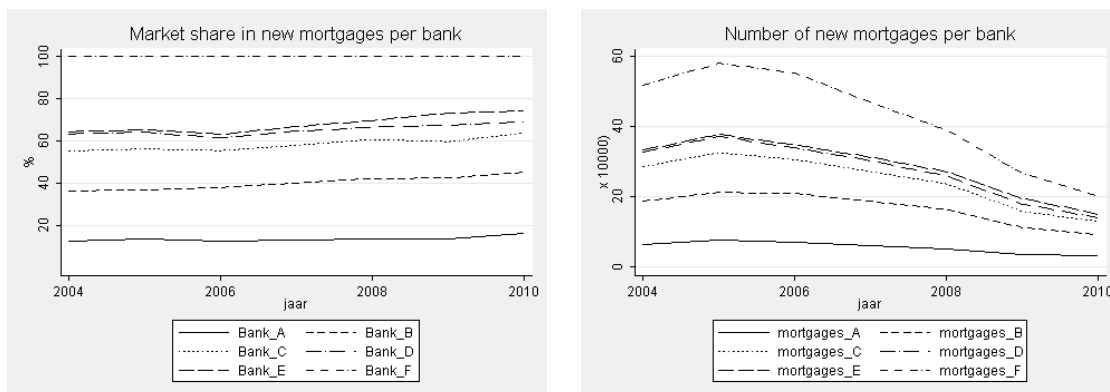 Market share in new mortgages per bank
100
80
60
%
40
20
2004 2006 2008 2010
jaar
Bank_A Bank_B
Bank_C Bank_D
Bank_E Bank_F
Number of new mortgages per bank
60
40
x 10000)
20
0
2004 2006 2008 2010
jaar
mortgages_A mortgages_B
mortgages_C mortgages_D
mortgages_E mortgages_F